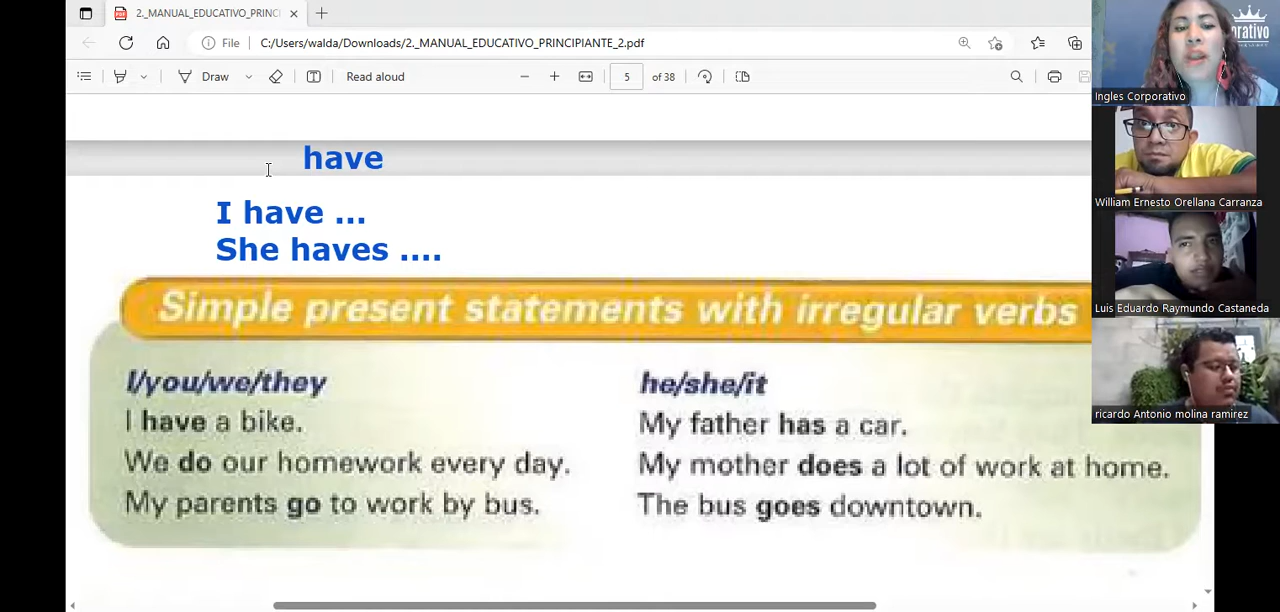 2._MANUAL_EDUCATIVO_PRINCI
File C:/Users/walda/Downloads/2._MANUAL_EDUCATIVO_PRINCIPIANTE_2.pdf
Draw Read aloud 5 of 38
have
I have ...
She haves ....
Simple present statements with irregular verbs
I/you/we/they
I have a bike.
We do our homework every day.
My parents go to work by bus.
he/she/it
My father has a car.
My mother does a lot of work at home.
The bus goes downtown.
Ingles Corporativo
William Ernesto Orellana Carranza
Luis Eduardo Raymundo Castaneda
ricardo Antonio molina ramirez